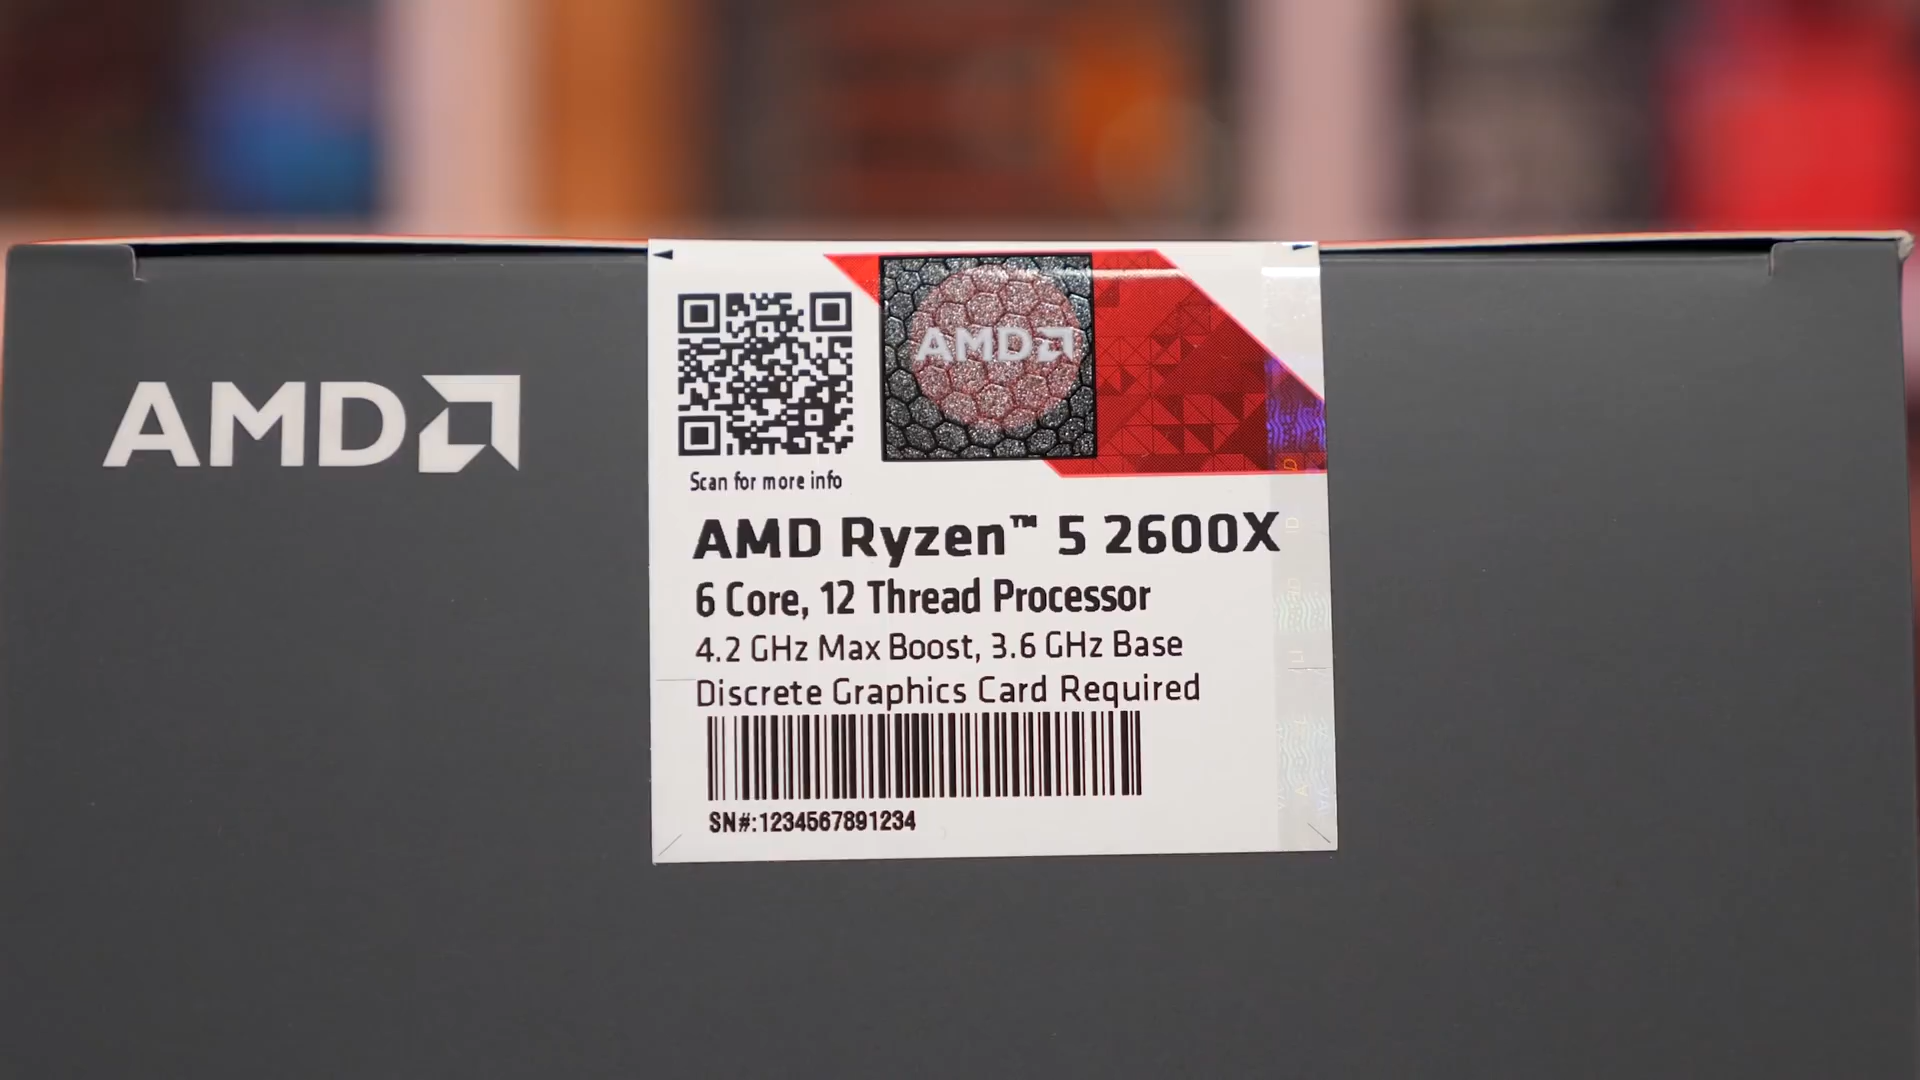 AMD
AMD
Scan for more info
AMD Ryzen™ 5 2600X
6 Core, 12 Thread Processor
4.2 GHz Max Boost, 3.6 GHz Base
Discrete Graphics Card Required
SN#:1234567891234